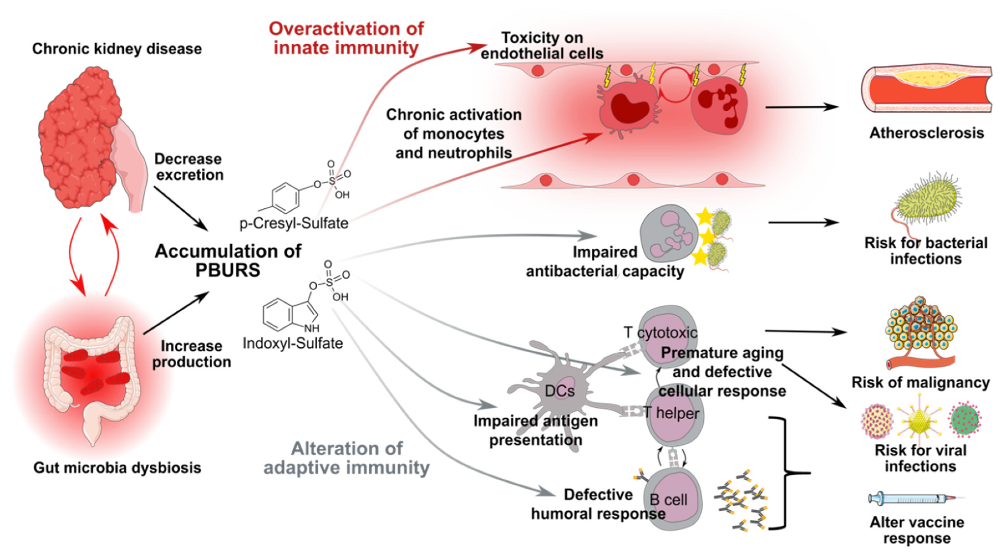 Chronic kidney disease
Decrease
excretion
Accumulation of
PBURS
Increase
production
Gut microbia dysbiosis
Overactivation of
innate immunity
O
O
S
O
OH
p-Cresyl-Sulfate
O
O
S
O
OH
NH
Indoxyl-Sulfate
Alteration of
adaptive immunity
Toxicity on
endothelial cells
Chronic activation
of monocytes
and neutrophils
Impaired
antibacterial capacity
T cytotoxic
Premature aging
and defective
cellular response
DCs
T helper
Impaired antigen
presentation
Defective
humoral response
B cell
Atherosclerosis
Risk for bacterial
infections
Risk of malignancy
Risk for viral
infections
Alter vaccine
response